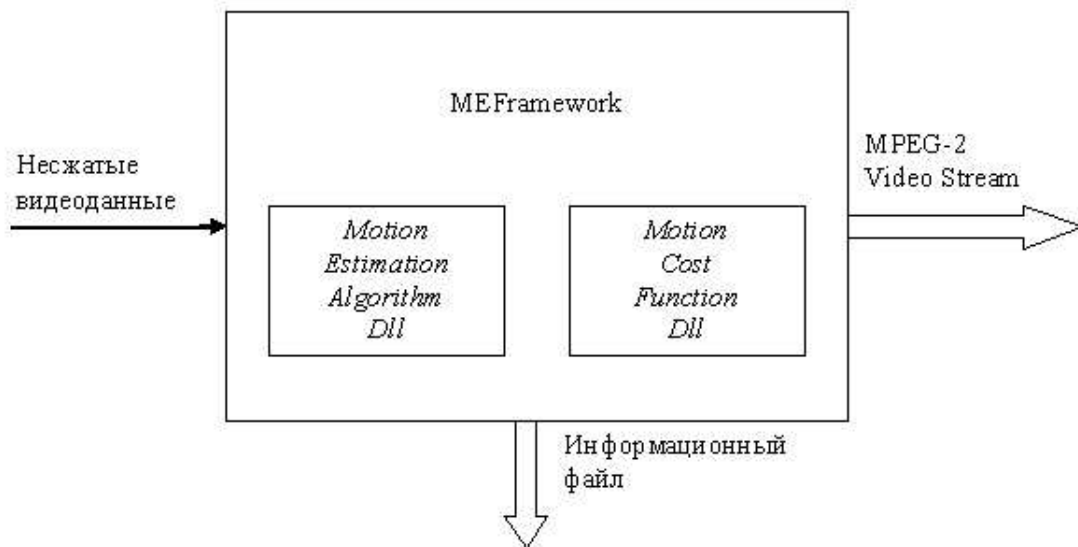 MEFramework
Несжатые
видеоданные
MPEG-2
Video Stream
Motion
Estimation
Algorithm
Dll
Motion
Cost
Function
Dll
Информационный
файл